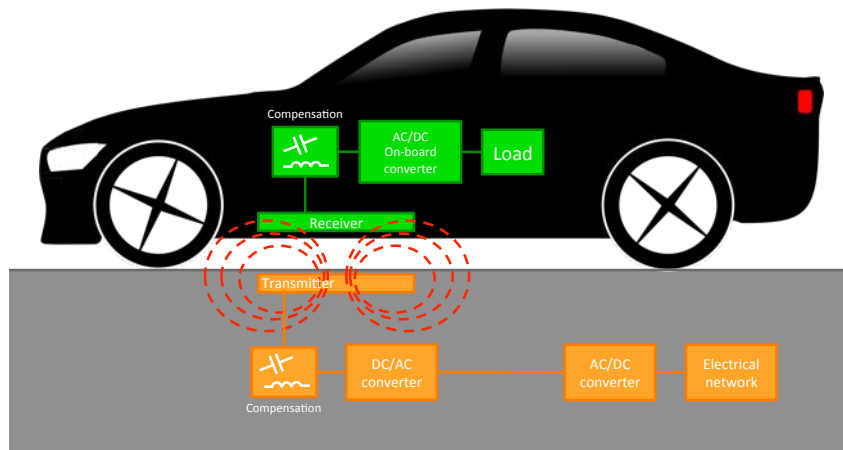 Compensation
AC/DC
On-board
converter
Load
Receiver
Transmitter
DC/AC
converter
AC/DC
converter
Electrical
network
Compensation